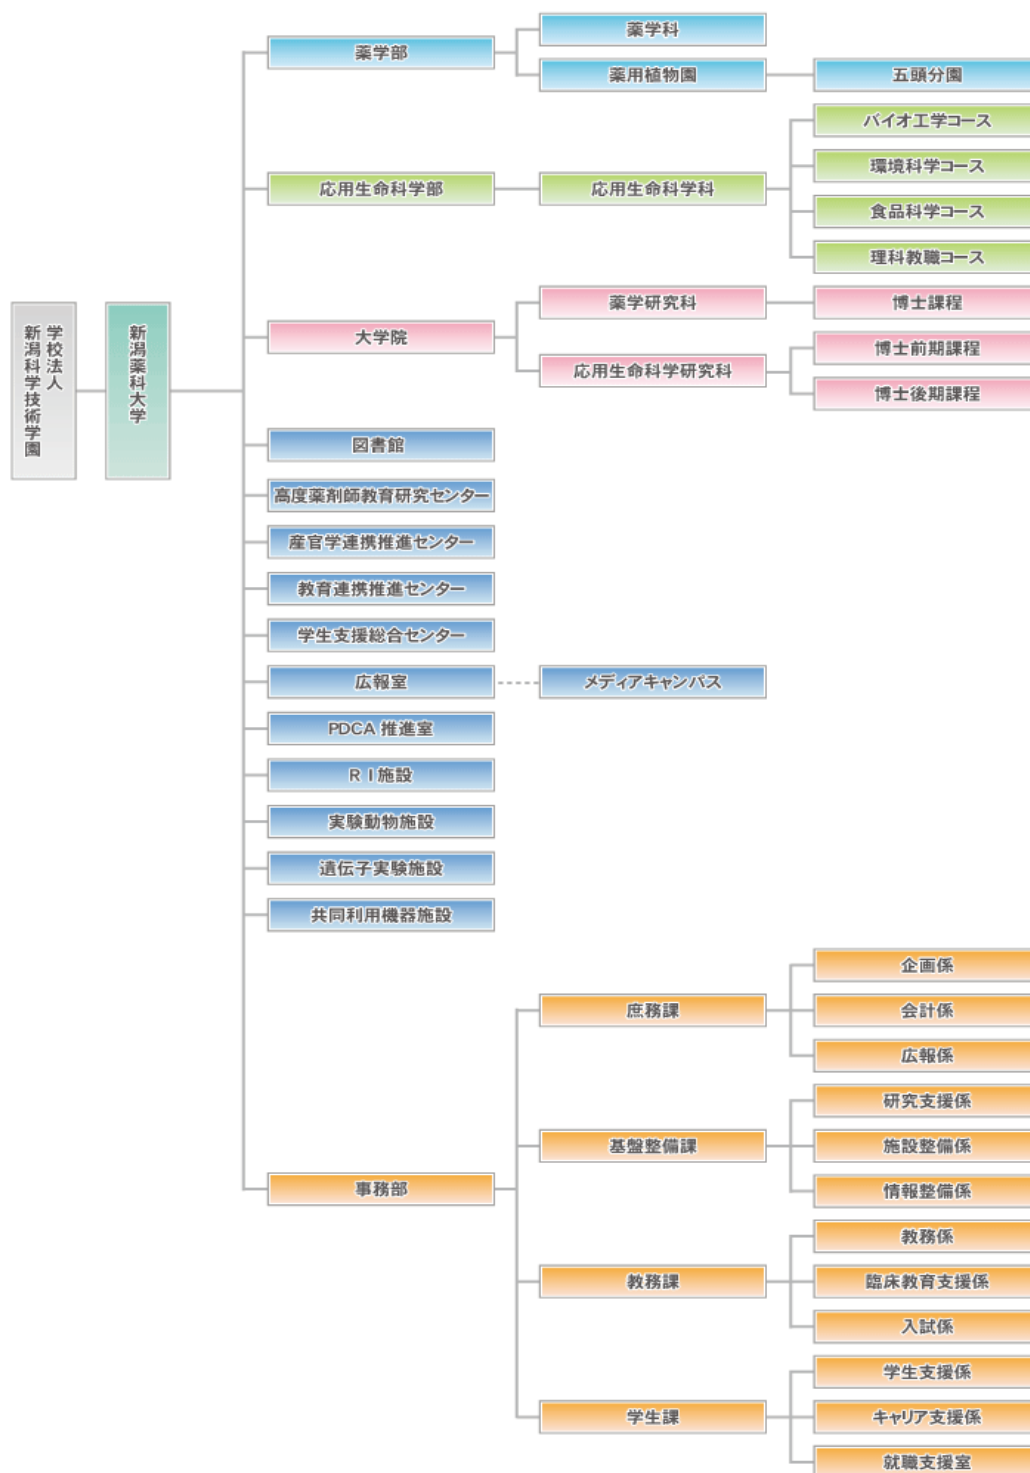 学校法人
新潟科学技術学園
新潟薬科大学
薬学部
薬学科
薬用植物園
五頭分園
応用生命科学部
応用生命科学科
バイオ工学コース
環境科学コース
食品科学コース
理科教職コース
大学院
薬学研究科
博士課程
応用生命科学研究科
博士前期課程
博士後期課程
図書館
高度薬剤師教育研究センター
産官学連携推進センター
教育連携推進センター
学生支援総合センター
広報室
メディアキャンパス
PDCA 推進室
R I 施設
実験動物施設
遺伝子実験施設
共同利用機器施設
事務部
庶務課
企画係
会計係
広報係
基盤整備課
研究支援係
施設整備係
情報整備係
教務課
教務係
臨床教育支援係
入試係
学生課
学生支援係
キャリア支援係
就職支援室